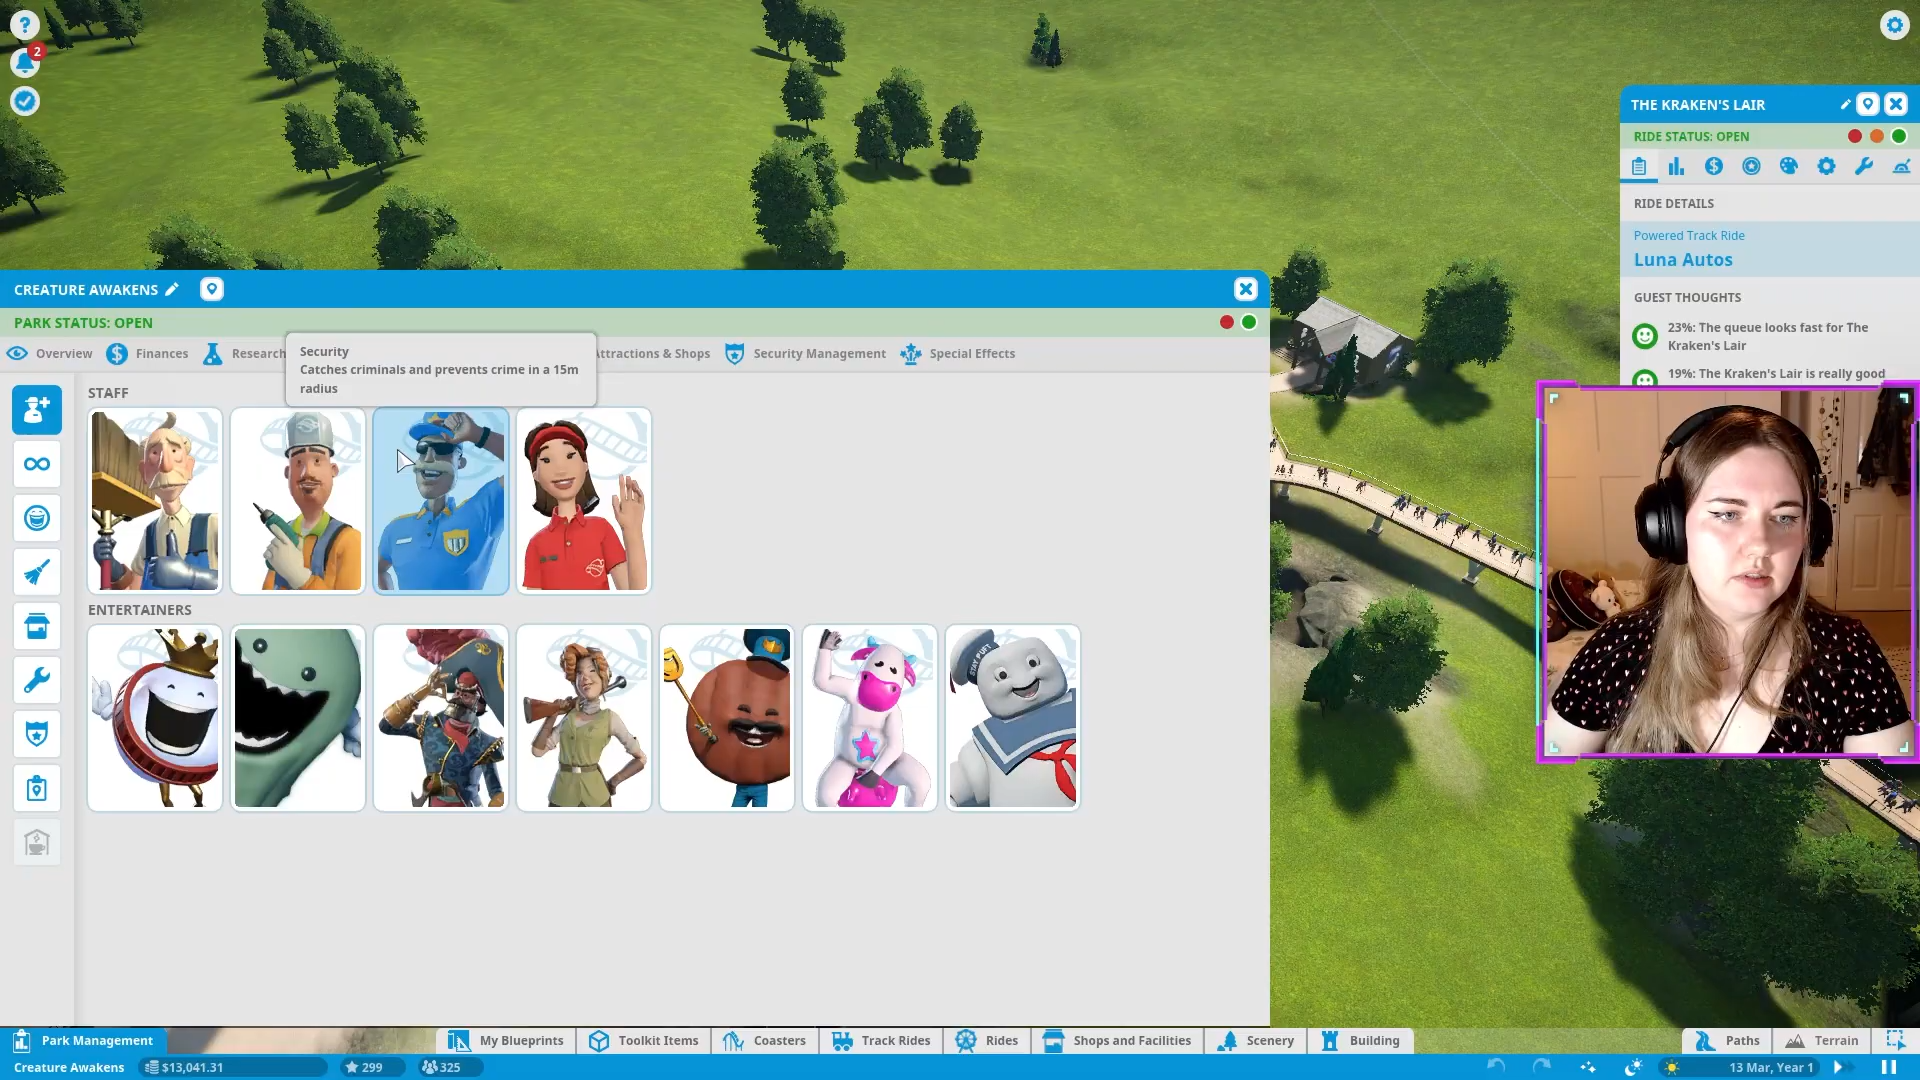 ?
2
THE KRAKEN'S LAIR
RIDE STATUS: OPEN
RIDE DETAILS
Powered Track Ride
Luna Autos
GUEST THOUGHTS
23%: The queue looks fast for The
Kraken's Lair
19%: The Kraken's Lair is really good
CREATURE AWAKENS
PARK STATUS: OPEN
Overview
Finances
Research
Attractions & Shops
Security Management
Special Effects
Security
Catches criminals and prevents crime in a 15m
radius
STAFF
ENTERTAINERS
STAY PUFT
Park Management
My Blueprints
Toolkit Items
Coasters
Track Rides
Rides
Shops and Facilities
Scenery
Building
Paths
Terrain
Creature Awakens
$13,041.31
299
325
13 Mar, Year 1